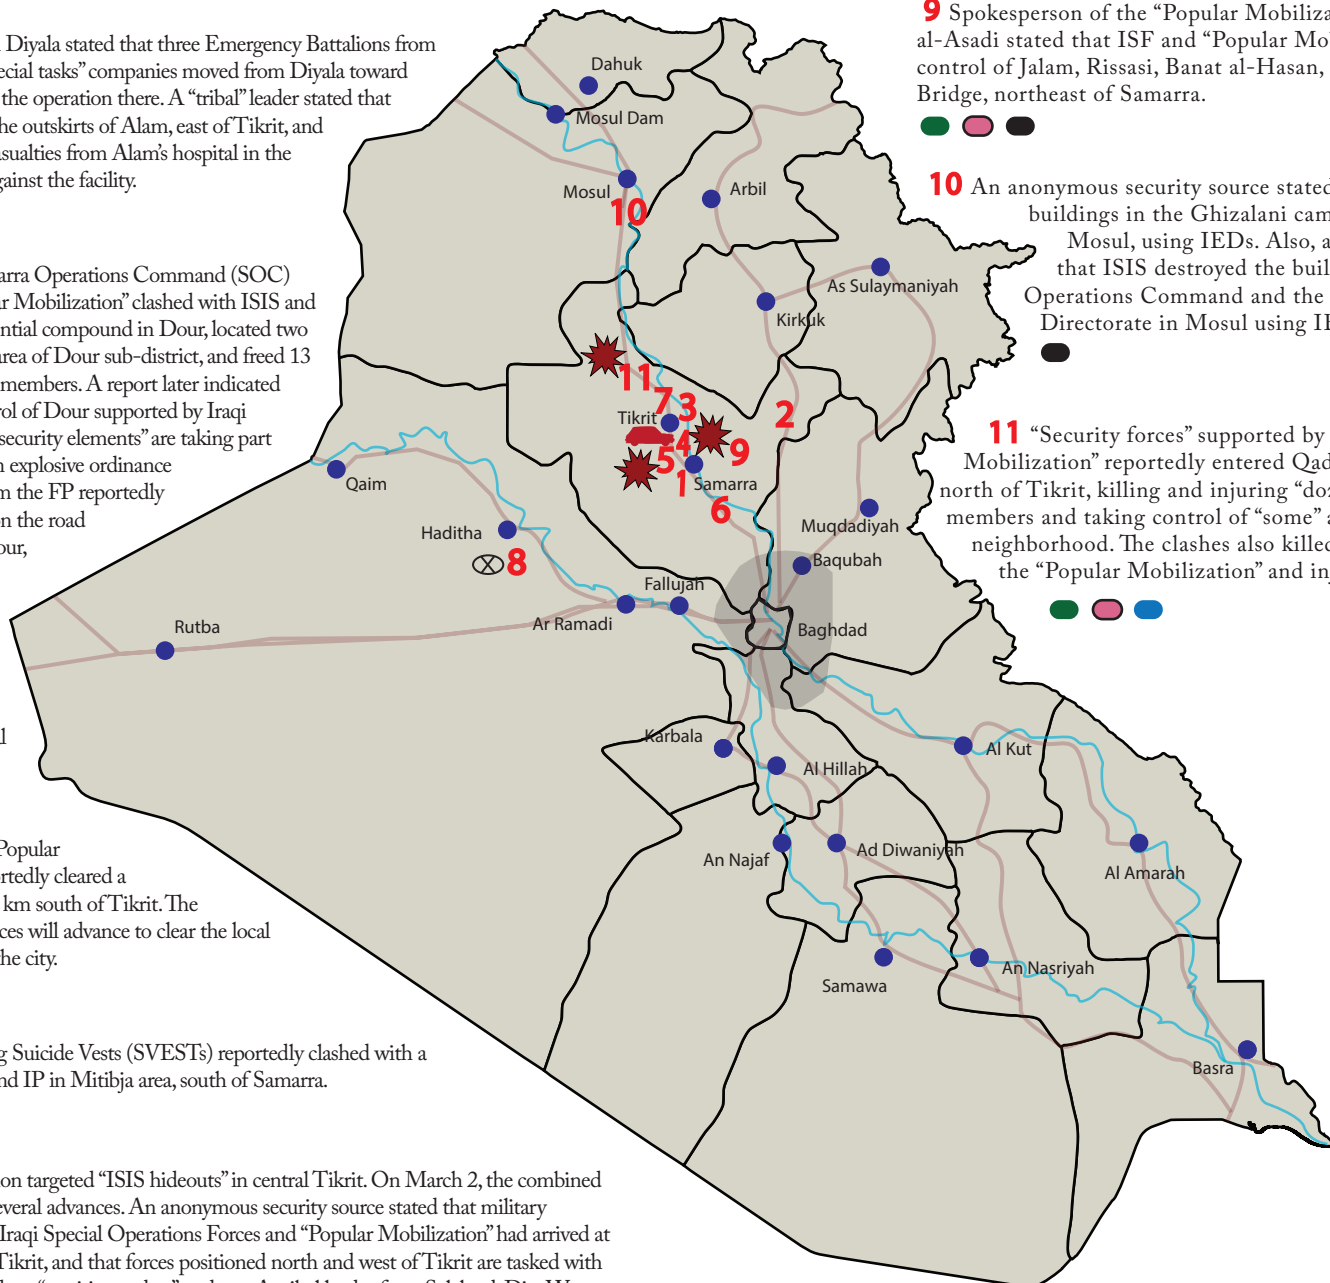 Diyala stated that three Emergency Battalions from
ecial tasks” companies moved from Diyala toward
the operation there. A “tribal” leader stated that
he outskirts of Alam, east of Tikrit, and
asualties from Alam’s hospital in the
gainst the facility.
arra Operations Command (SOC)
ar Mobilization” clashed with ISIS and
ential compound in Dour, located two
area of Dour sub-district, and freed 13
members. A report later indicated
rol of Dour supported by Iraqi
security elements” are taking part
n explosive ordinance
m the FP reportedly
on the road
our,
l
Popular
ortedly cleared a
km south of Tikrit. The
ces will advance to clear the local
he city.
g Suicide Vests (SVESTs) reportedly clashed with a
nd IP in Mitibja area, south of Samarra.
on targeted “ISIS hideouts” in central Tikrit. On March 2, the combined
everal advances. An anonymous security source stated that military
Iraqi Special Operations Forces and “Popular Mobilization” had arrived at
Tikrit, and that forces positioned north and west of Tikrit are tasked with
Dahuk
Mosul Dam
Mosul
10
Arbil
As Sulaymaniyah
Kirkuk
11
7
3
2
Tikrit
4
9
5
1
Samarra
6
Qaim
Haditha
8
Muqdadiyah
Baqubah
Fallujah
Ar Ramadi
Baghdad
Rutba
Karbala
Al Hillah
Al Kut
An Najaf
Ad Diwaniyah
Al Amarah
Samawa
An Nasriyah
Basra
9 Spokesperson of the “Popular Mobiliza
al-Asadi stated that ISF and “Popular Mo
control of Jalam, Rissasi, Banat al-Hasan,
Bridge, northeast of Samarra.
10 An anonymous security source stated
buildings in the Ghizalani cam
Mosul, using IEDs. Also, a
that ISIS destroyed the buil
Operations Command and the
Directorate in Mosul using IE
11 “Security forces” supported by
Mobilization” reportedly entered Qad
north of Tikrit, killing and injuring “doz
members and taking control of “some” a
neighborhood. The clashes also killed
the “Popular Mobilization” and inj